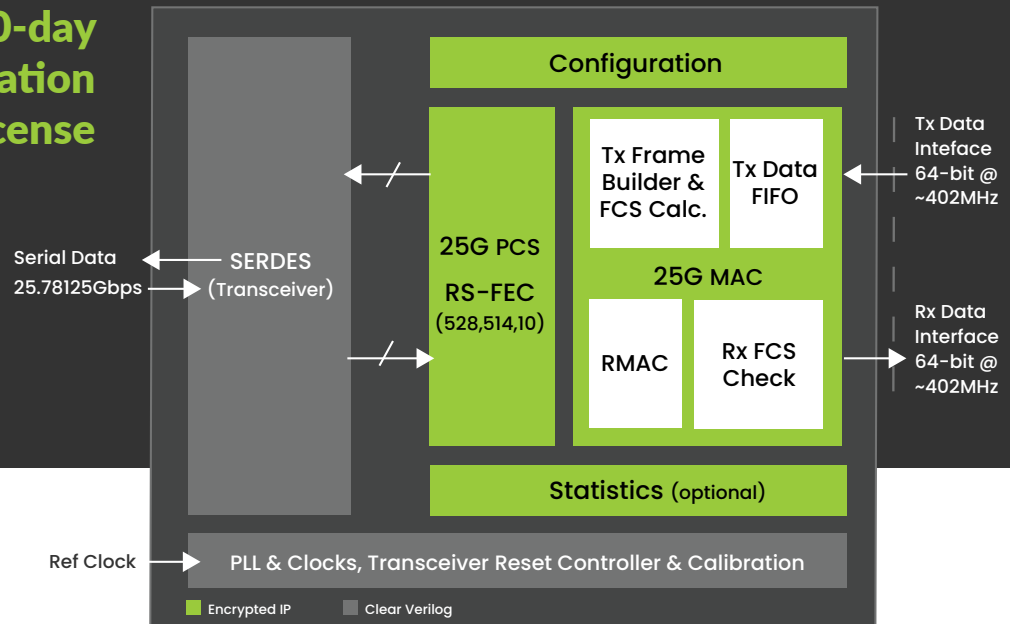 0-day
ation
cense
Configuration
Tx Frame
Builder &
FCS Calc.
Tx Data
FIFO
Tx Data
Inteface
64-bit @
~402MHz
25G PCS
RS-FEC
(528,514,10)
25G MAC
Serial Data
25.78125Gbps
SERDES
(Transceiver)
RMAC
Rx FCS
Check
Rx Data
Interface
64-bit @
~402MHz
Statistics (optional)
Ref Clock
PLL & Clocks, Transceiver Reset Controller & Calibration
Encrypted IP
Clear Verilog